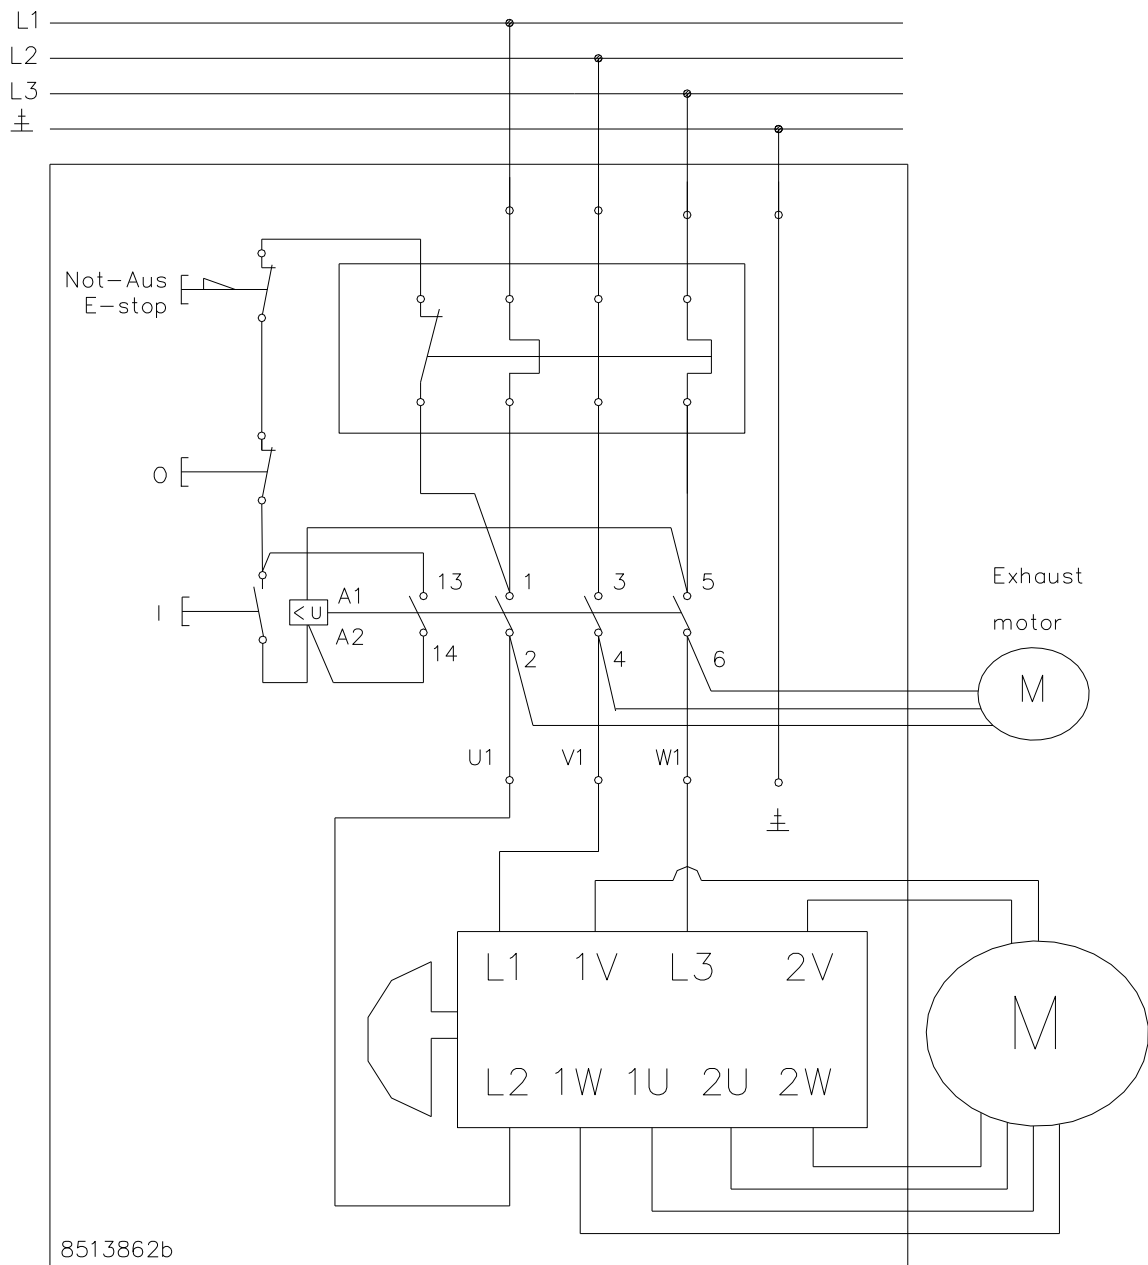 L1
L2
L3
Not-Aus
E-stop
O
I
<U
A1
A2
13
14
1
3
5
2
4
6
Exhaust
motor
M
U1
V1
W1
L1 1V L3 2V
L2 1W 1U 2U 2W
M
8513862b